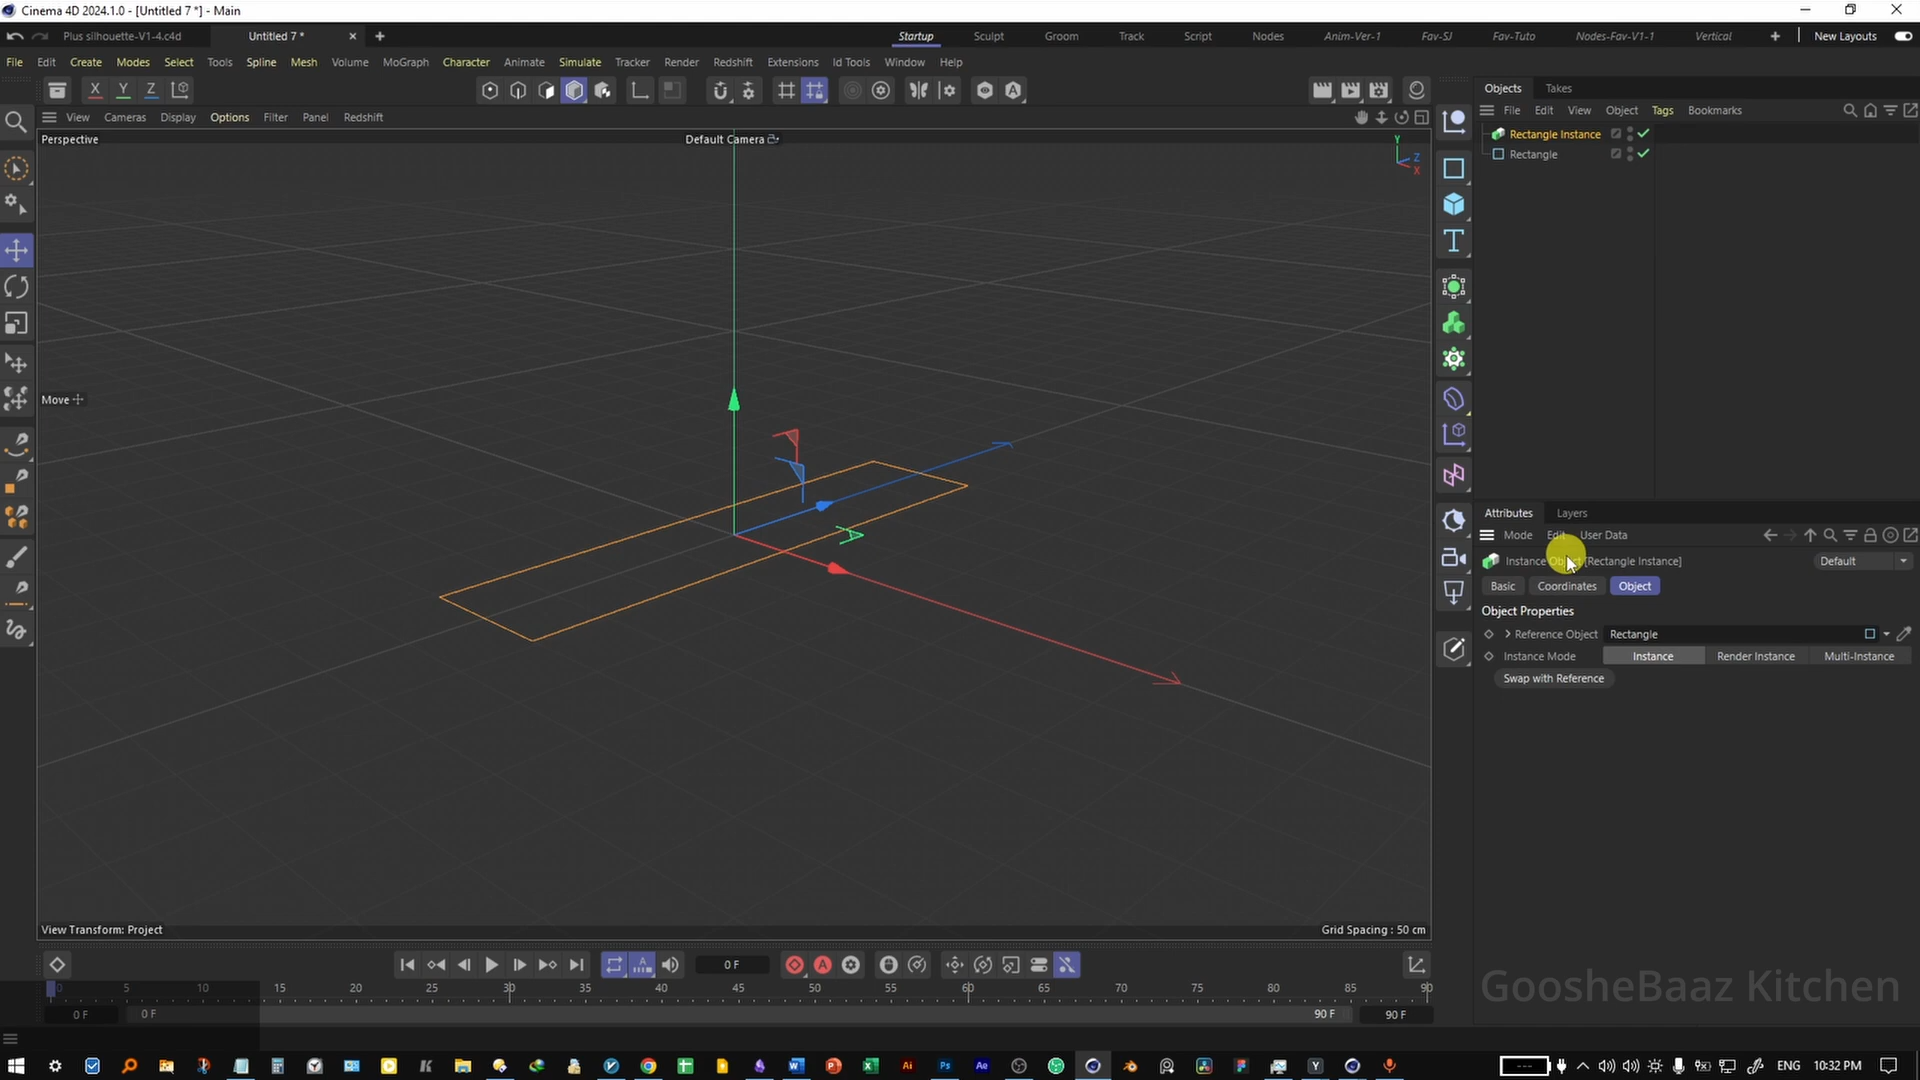 Cinema 4D 2024.1.0 - [Untitled 7 *] - Main
Plus silhouette-V1-4.c4d
Untitled 7 *
Startup
Sculpt
Groom
Track
Script
Nodes
Anim-Ver-1
Fav-SJ
Fav-Tuto
Nodes-Fav-V1-1
Vertical
New Layouts
File Edit Create Modes Select Tools Spline Mesh Volume MoGraph Character Animate Simulate Tracker Render Redshift Extensions Id Tools Window Help
X Y Z
Objects Takes
File Edit View Object Tags Bookmarks
View Cameras Display Options Filter Panel Redshift
Perspective
Default Camera
Y
Z
X
Rectangle Instance
Rectangle
Move
Attributes Layers
Mode Edit User Data
Instance Object [Rectangle Instance]
Default
Basic Coordinates Object
Object Properties
Reference Object Rectangle
Instance Mode Instance Render Instance Multi-Instance
Swap with Reference
View Transform: Project
Grid Spacing : 50 cm
0 F
0 5 10 15 20 25 30 35 40 45 50 55 60 65 70 75 80 85 90
0 F 0 F 90 F 90 F
GoosheBaaz Kitchen
ENG 10:32 PM